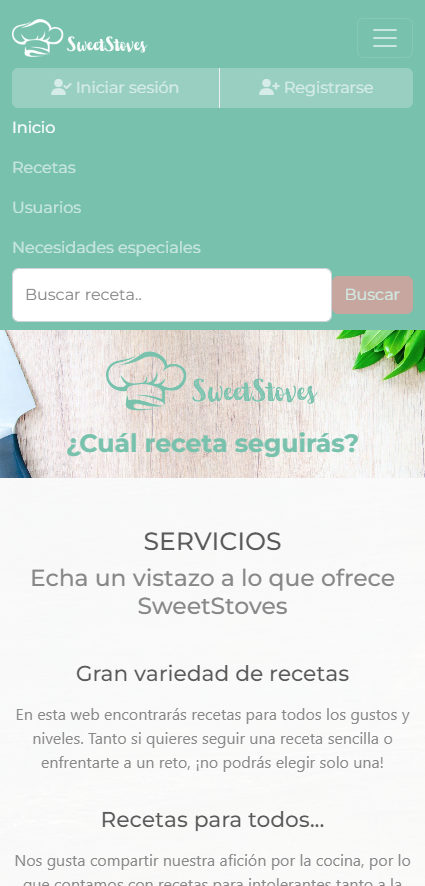 SweetStoves
Iniciar sesión
Registrarse
Inicio
Recetas
Usuarios
Necesidades especiales
Buscar receta..
Buscar
SweetStoves
¿Cuál receta seguirás?
SERVICIOS
Echa un vistazo a lo que ofrece
SweetStoves
Gran variedad de recetas
En esta web encontrarás recetas para todos los gustos y
niveles. Tanto si quieres seguir una receta sencilla o
enfrentarte a un reto, ¡no podrás elegir solo una!
Recetas para todos...
Nos gusta compartir nuestra afición por la cocina, por lo
que contamos con recetas para intolerantes tanto a la